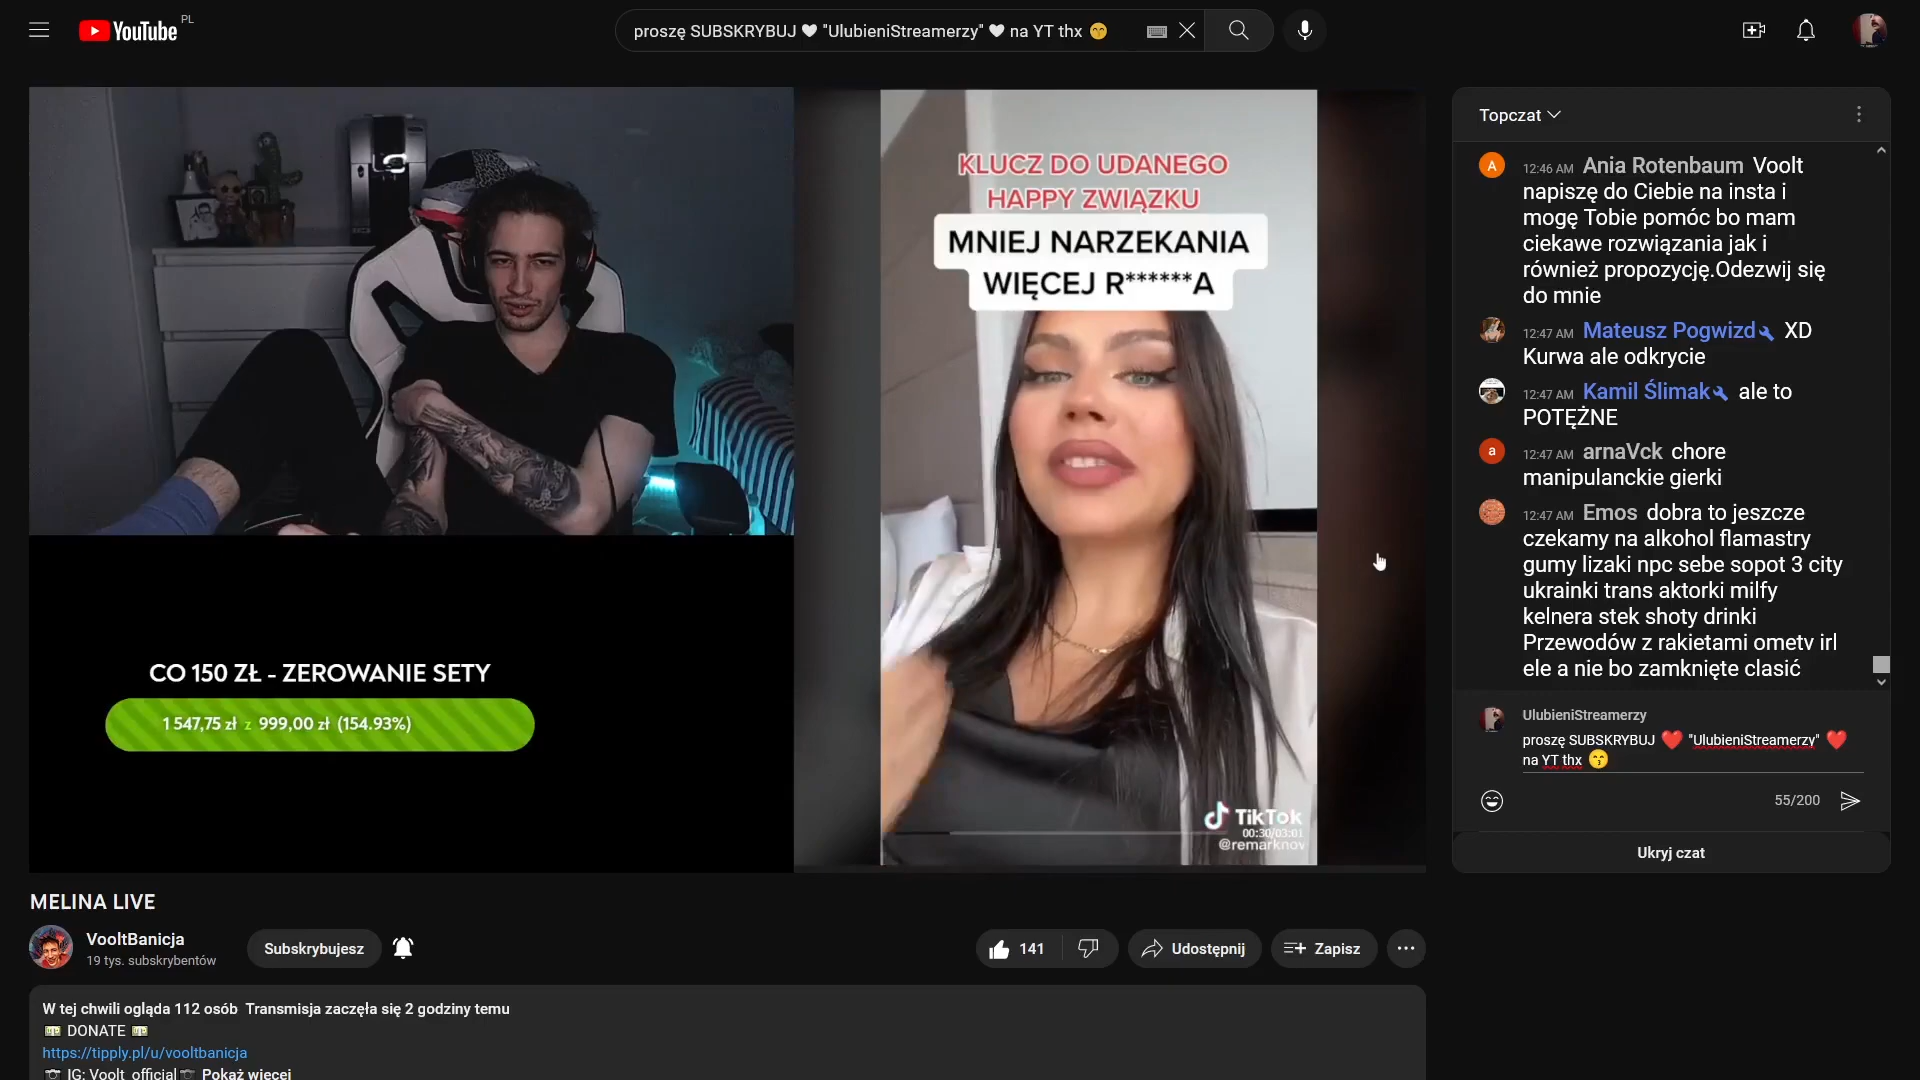 YouTube PL
proszę SUBSKRYBUJ 🤍 "UlubieniStreamerzy" 🤍 na YT thx 😙
KLUCZ DO UDANEGO
HAPPY ZWIĄZKU
MNIEJ NARZEKANIA
WIĘCEJ R******A
TikTok
00:30/03:01
@remarknov
CO 150 ZŁ - ZEROWANIE SETY
1 547,75 zł z 999,00 zł (154.93%)
Topczat
A 12:46 AM Ania Rotenbaum Voolt
napiszę do Ciebie na insta i
mogę Tobie pomóc bo mam
ciekawe rozwiązania jak i
również propozycję.Odezwij się
do mnie
12:47 AM Mateusz Pogwizd XD
Kurwa ale odkrycie
12:47 AM Kamil Ślimak ale to
POTĘŻNE
a 12:47 AM arnaVck chore
manipulanckie gierki
12:47 AM Emos dobra to jeszcze
czekamy na alkohol flamastry
gumy lizaki npc sebe sopot 3 city
ukrainki trans aktorki milfy
kelnera stek shoty drinki
Przewodów z rakietami ometv irl
ele a nie bo zamknięte clasić
UlubieniStreamerzy
proszę SUBSKRYBUJ ❤️ "UlubieniStreamerzy" ❤️
na YT thx 😙
55/200
Ukryj czat
MELINA LIVE
VooltBanicja
19 tys. subskrybentów
Subskrybujesz
141
Udostępnij
Zapisz
W tej chwili ogląda 112 osób Transmisja zaczęła się 2 godziny temu
💵 DONATE 💵
https://tipply.pl/u/vooltbanicja
📷 IG: Voolt_official 📷 Pokaż więcej